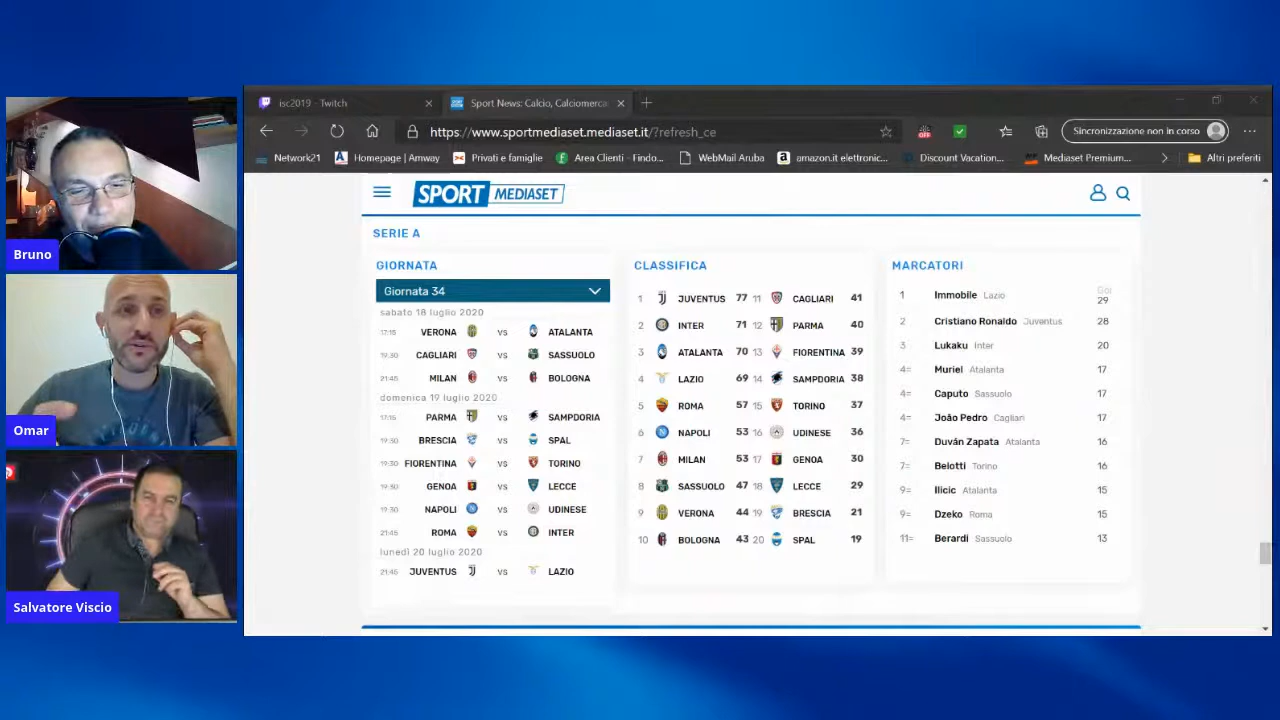 isc2019 - Twitch
Sport News: Calcio, Calciomerca
https://www.sportmediaset.mediaset.it/?refresh_ce
Sincronizzazione non in corso
Network21
Homepage | Amway
Privati e famiglie
Area Clienti - Findo...
WebMail Aruba
amazon.it elettronic...
Discount Vacation...
Mediaset Premium...
Altri preferiti
SPORT MEDIASET
SERIE A
GIORNATA
Giornata 34
sabato 18 luglio 2020
17:15 VERONA vs ATALANTA
19:30 CAGLIARI vs SASSUOLO
21:45 MILAN vs BOLOGNA
domenica 19 luglio 2020
17:15 PARMA vs SAMPDORIA
19:30 BRESCIA vs SPAL
19:30 FIORENTINA vs TORINO
19:30 GENOA vs LECCE
19:30 NAPOLI vs UDINESE
21:45 ROMA vs INTER
lunedì 20 luglio 2020
21:45 JUVENTUS vs LAZIO
CLASSIFICA
1 JUVENTUS 77 11 CAGLIARI 41
2 INTER 71 12 PARMA 40
3 ATALANTA 70 13 FIORENTINA 39
4 LAZIO 69 14 SAMPDORIA 38
5 ROMA 57 15 TORINO 37
6 NAPOLI 53 16 UDINESE 36
7 MILAN 53 17 GENOA 30
8 SASSUOLO 47 18 LECCE 29
9 VERONA 44 19 BRESCIA 21
10 BOLOGNA 43 20 SPAL 19
MARCATORI
1 Immobile Lazio 29
2 Cristiano Ronaldo Juventus 28
3 Lukaku Inter 20
4= Muriel Atalanta 17
4= Caputo Sassuolo 17
4= João Pedro Cagliari 17
7= Duván Zapata Atalanta 16
7= Belotti Torino 16
9= Ilicic Atalanta 15
9= Dzeko Roma 15
11= Berardi Sassuolo 13
Bruno
Omar
Salvatore Viscio